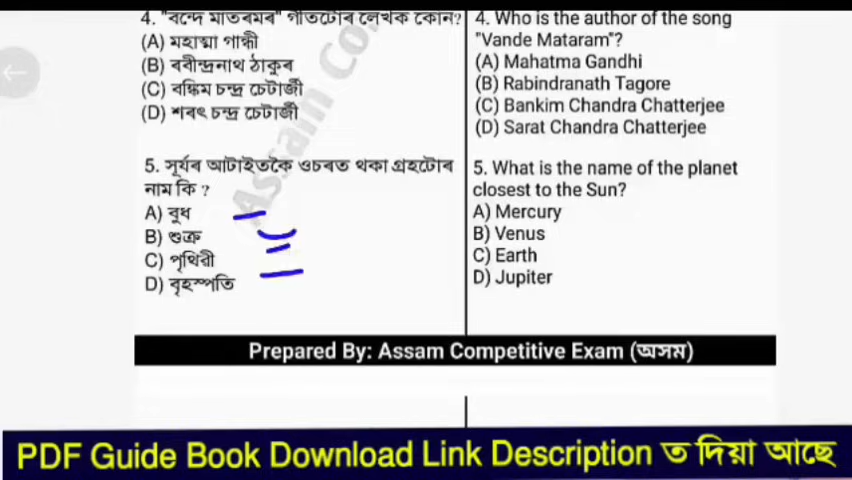 4. "বন্দে মাতৰমৰ" গীতটোৰ লেখক কোন?
(A) মহাত্মা গান্ধী
(B) ৰবীন্দ্ৰনাথ ঠাকুৰ
(C) বঙ্কিম চন্দ্ৰ চেটাৰ্জী
(D) শৰৎ চন্দ্ৰ চেটাৰ্জী
5. সূৰ্যৰ আটাইতকৈ ওচৰত থকা গ্ৰহটোৰ
নাম কি ?
A) বুধ
B) শুক্ৰ
C) পৃথিৱী
D) বৃহস্পতি
4. Who is the author of the song
"Vande Mataram"?
(A) Mahatma Gandhi
(B) Rabindranath Tagore
(C) Bankim Chandra Chatterjee
(D) Sarat Chandra Chatterjee
5. What is the name of the planet
closest to the Sun?
A) Mercury
B) Venus
C) Earth
D) Jupiter
Assam Co
Prepared By: Assam Competitive Exam (অসম)
PDF Guide Book Download Link Description ত দিয়া আছে